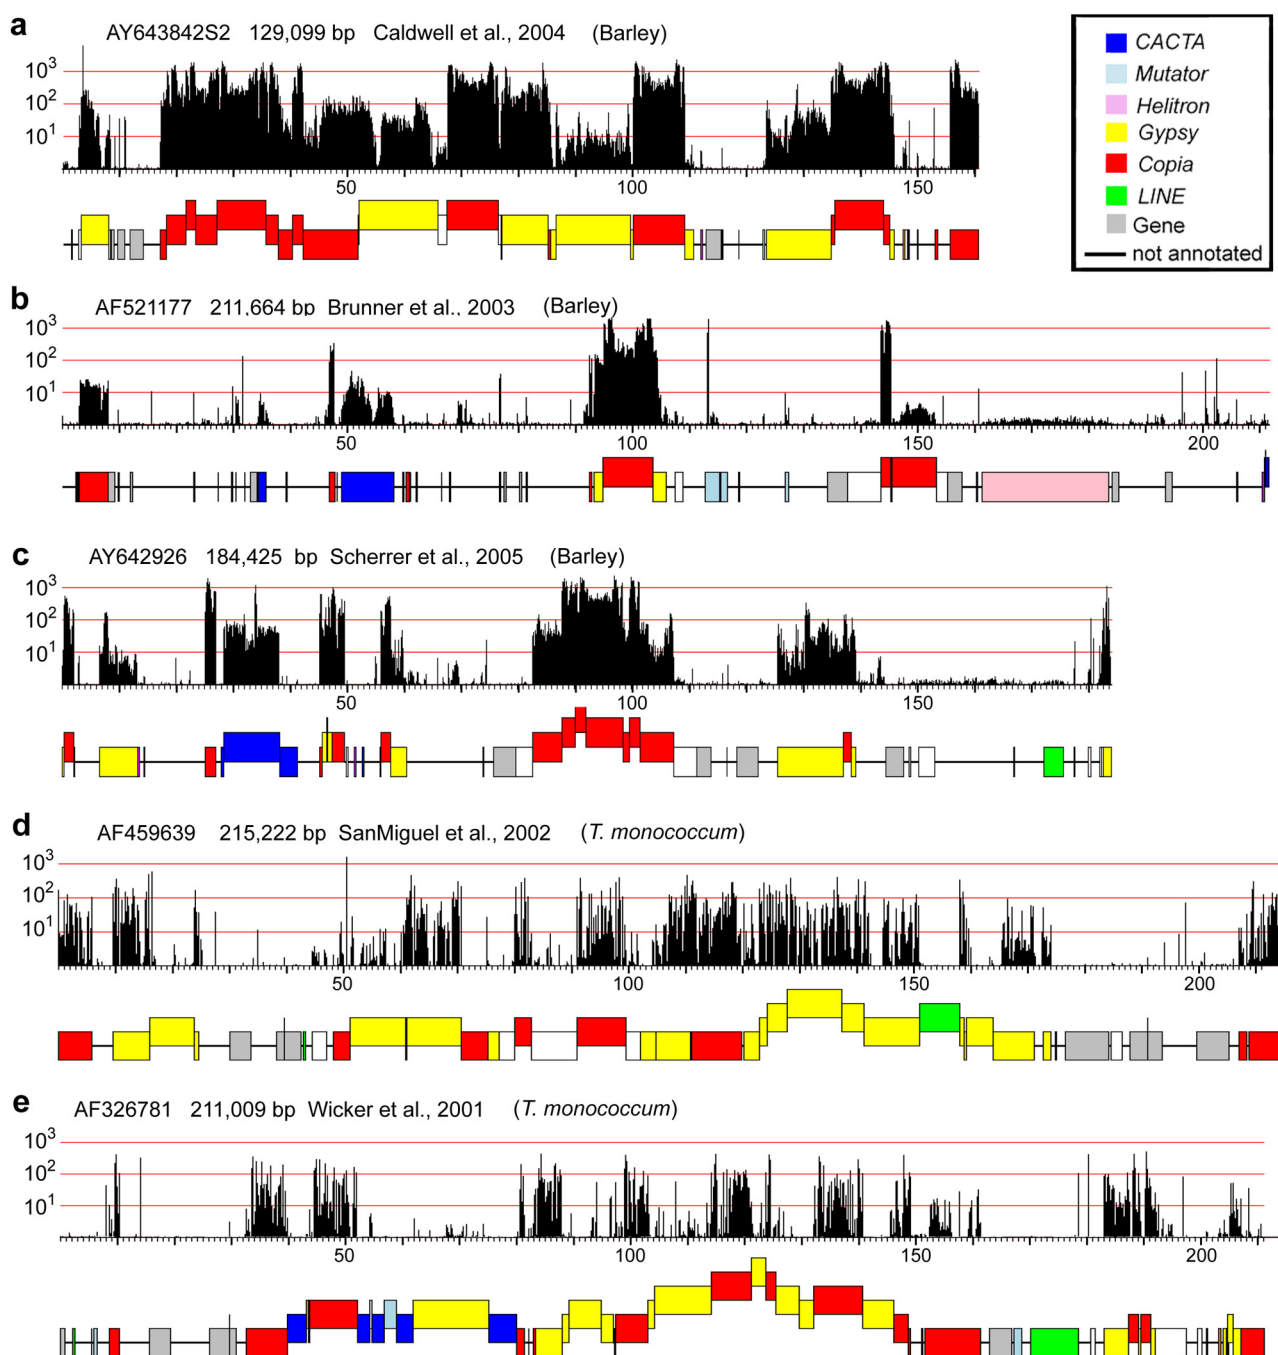 a
AY643842S2 129,099 bp Caldwell et al., 2004 (Barley)
10³
10²
10¹
50 100 150
CACTA
Mutator
Helitron
Gypsy
Copia
LINE
Gene
not annotated
b
AF521177 211,664 bp Brunner et al., 2003 (Barley)
10³
10²
10¹
50 100 150 200
c
AY642926 184,425 bp Scherrer et al., 2005 (Barley)
10³
10²
10¹
50 100 150
d
AF459639 215,222 bp SanMiguel et al., 2002 (T. monococcum)
10³
10²
10¹
50 100 150 200
e
AF326781 211,009 bp Wicker et al., 2001 (T. monococcum)
10³
10²
10¹
50 100 150 200